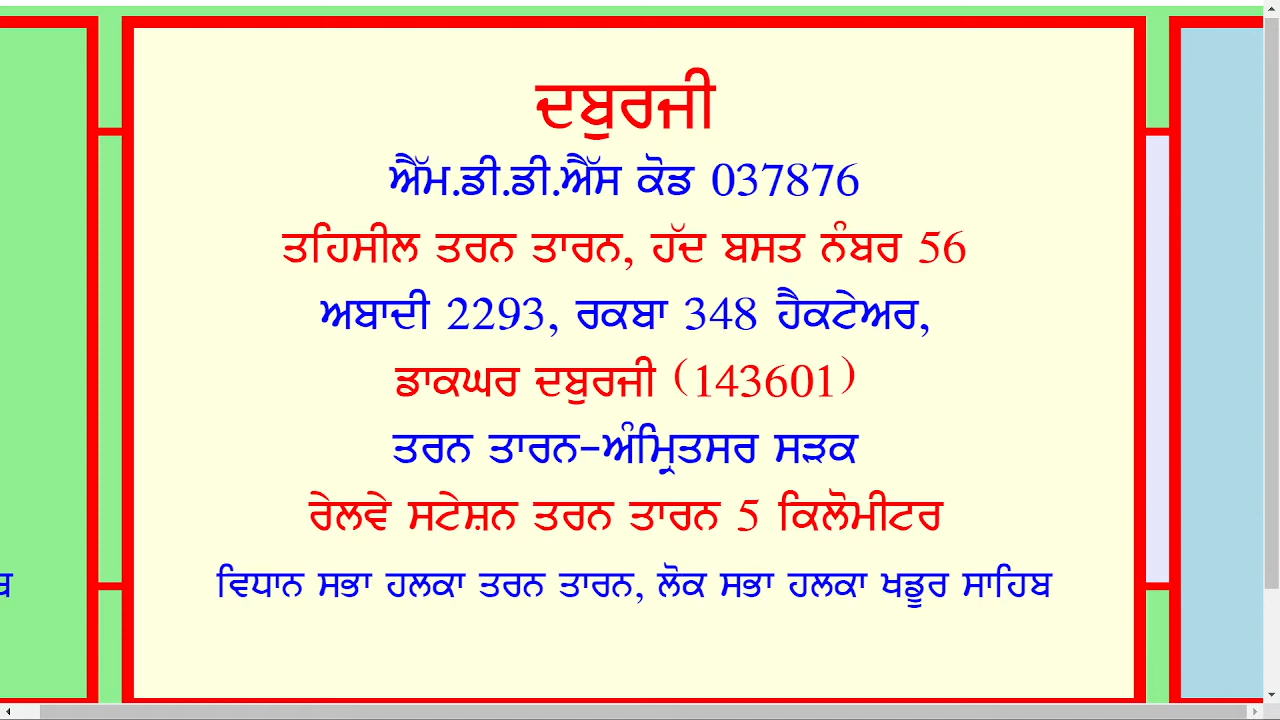 ਦਬੁਰਜੀ
ਐੱਮ.ਡੀ.ਡੀ.ਐੱਸ ਕੋਡ 037876
ਤਹਿਸੀਲ ਤਰਨ ਤਾਰਨ, ਹੱਦ ਬਸਤ ਨੰਬਰ 56
ਅਬਾਦੀ 2293, ਰਕਬਾ 348 ਹੈਕਟੇਅਰ,
ਡਾਕਘਰ ਦਬੁਰਜੀ (143601)
ਤਰਨ ਤਾਰਨ-ਅੰਮ੍ਰਿਤਸਰ ਸੜਕ
ਰੇਲਵੇ ਸਟੇਸ਼ਨ ਤਰਨ ਤਾਰਨ 5 ਕਿਲੋਮੀਟਰ
ਵਿਧਾਨ ਸਭਾ ਹਲਕਾ ਤਰਨ ਤਾਰਨ, ਲੋਕ ਸਭਾ ਹਲਕਾ ਖਡੂਰ ਸਾਹਿਬ